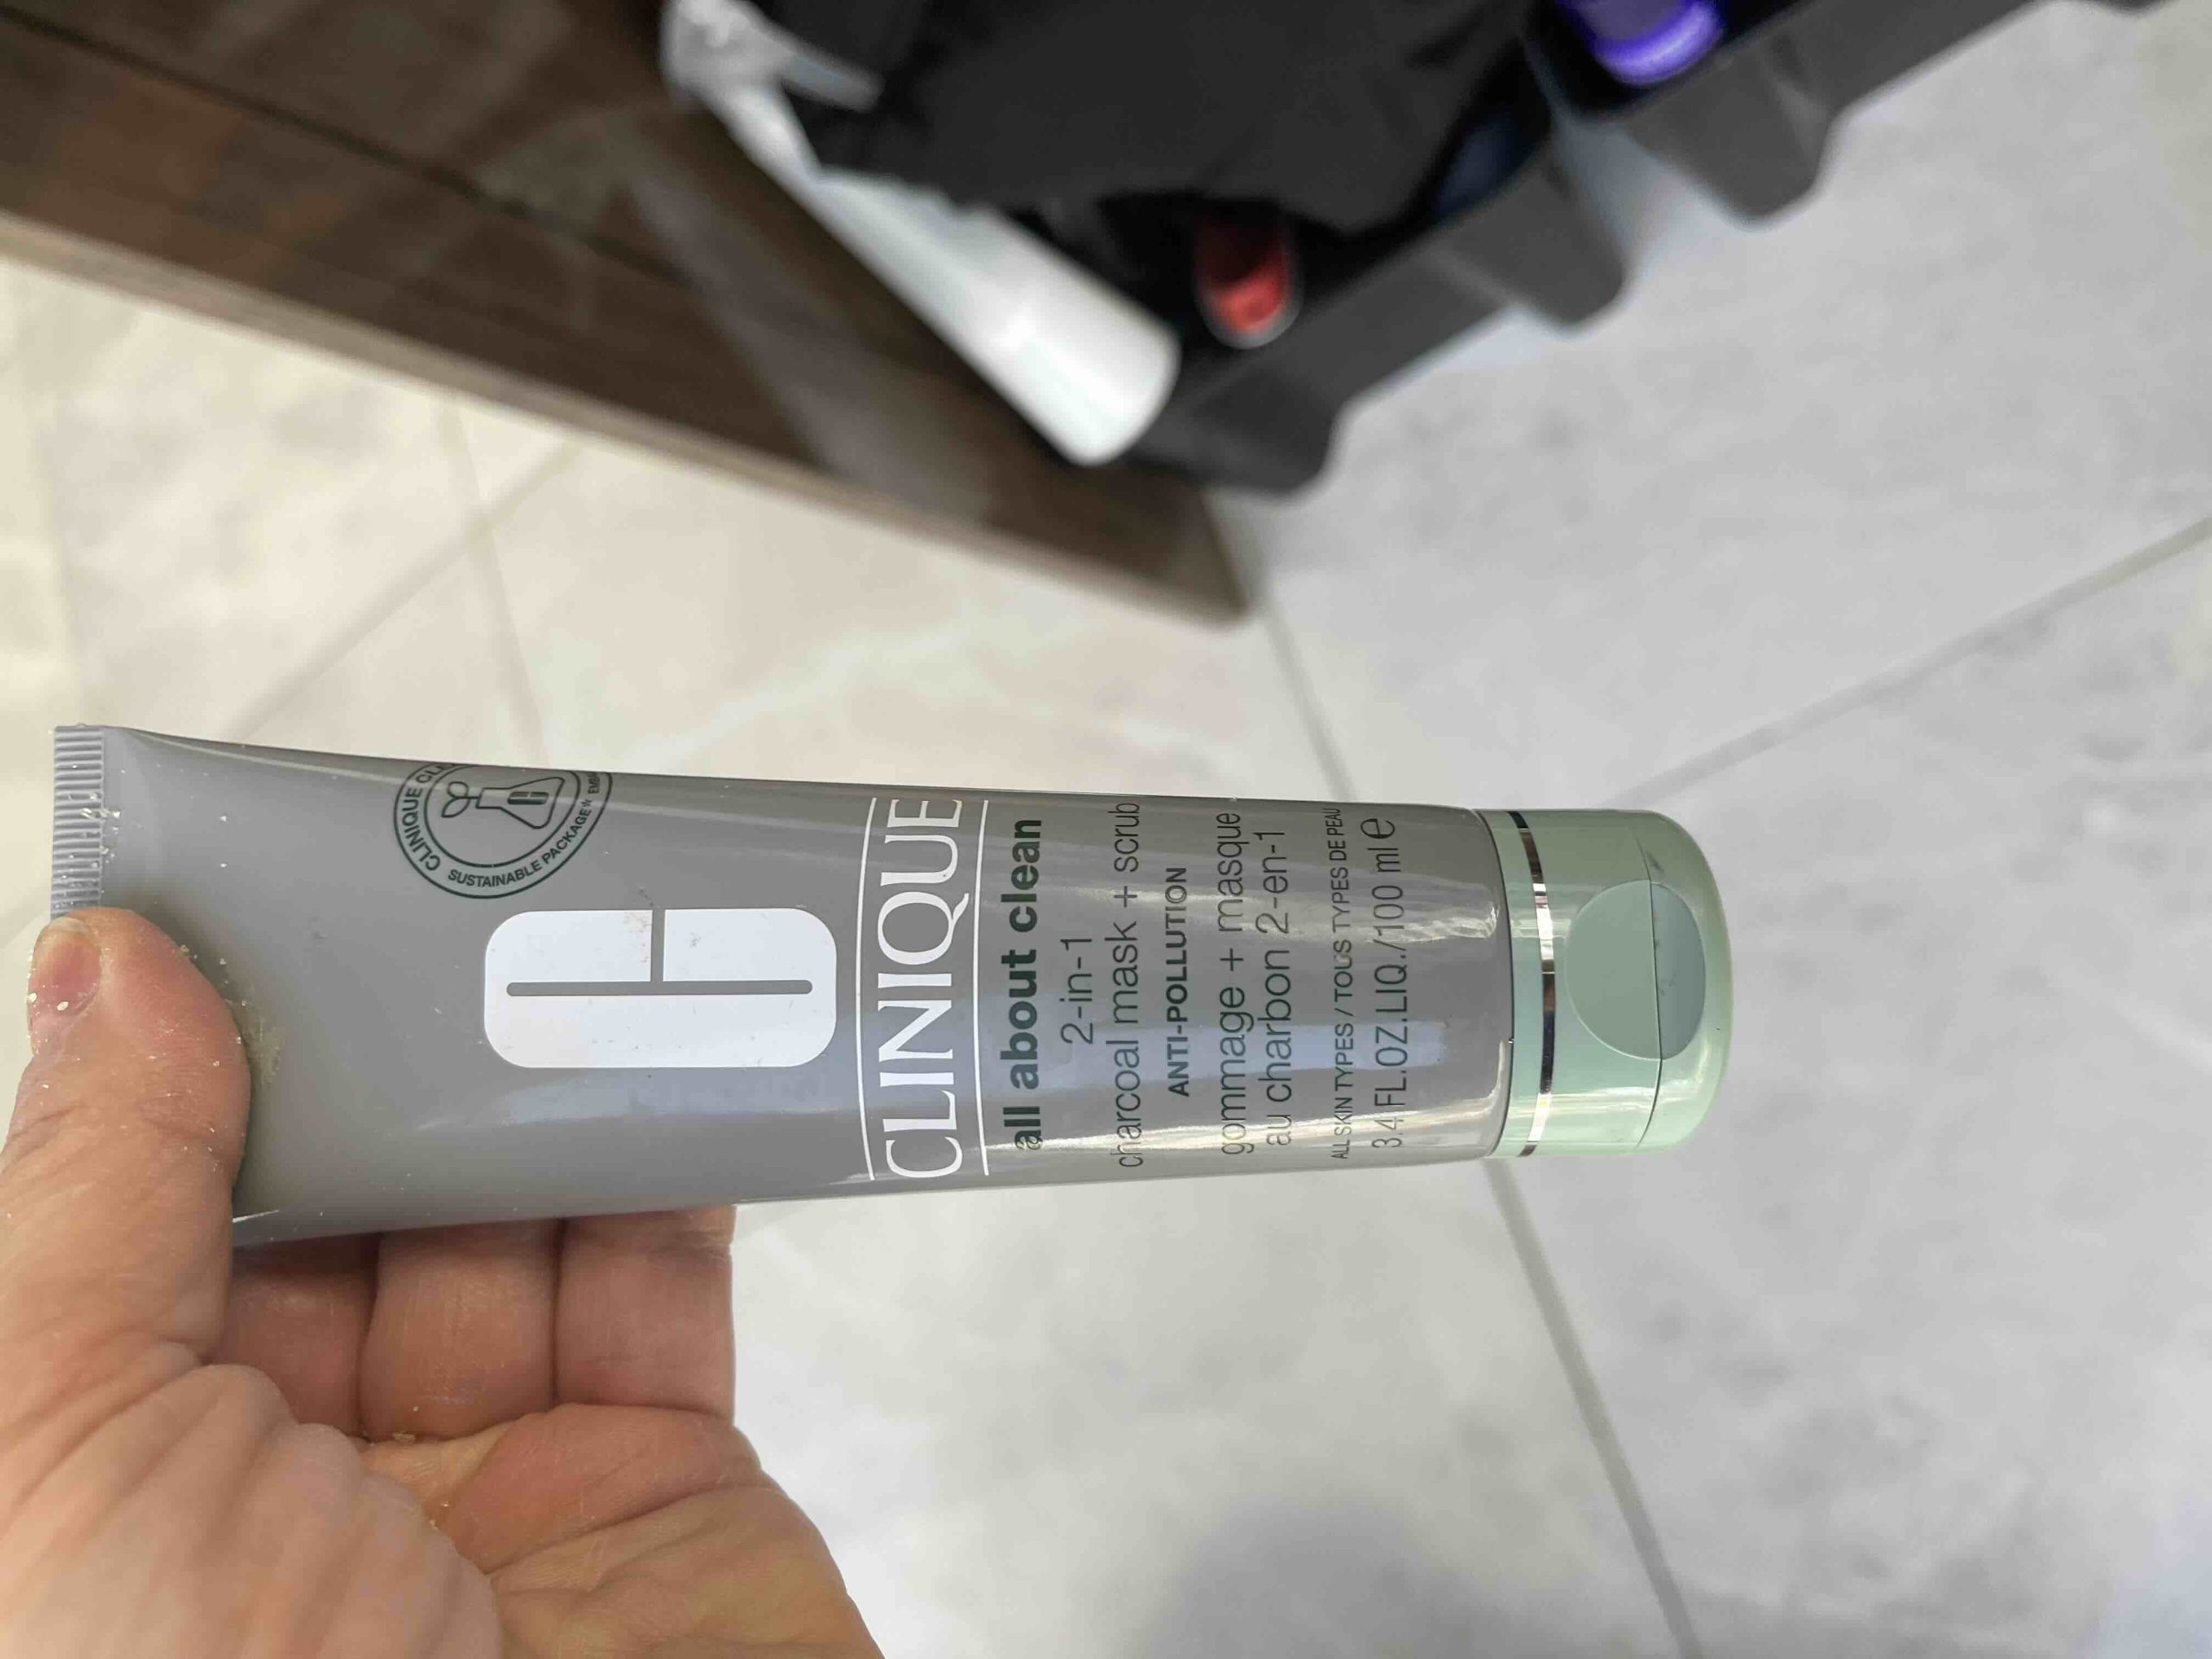 CLINIQUE
SUSTAINABLE PACKAGE
CLINIQUE
all about clean
2-in-1
charcoal mask + scrub
ANTI-POLLUTION
gommage + masque
au charbon 2-en-1
ALL SKIN TYPES / TOUS TYPES DE PEAU
3.4 FL.OZ.LIQ./100 ml e